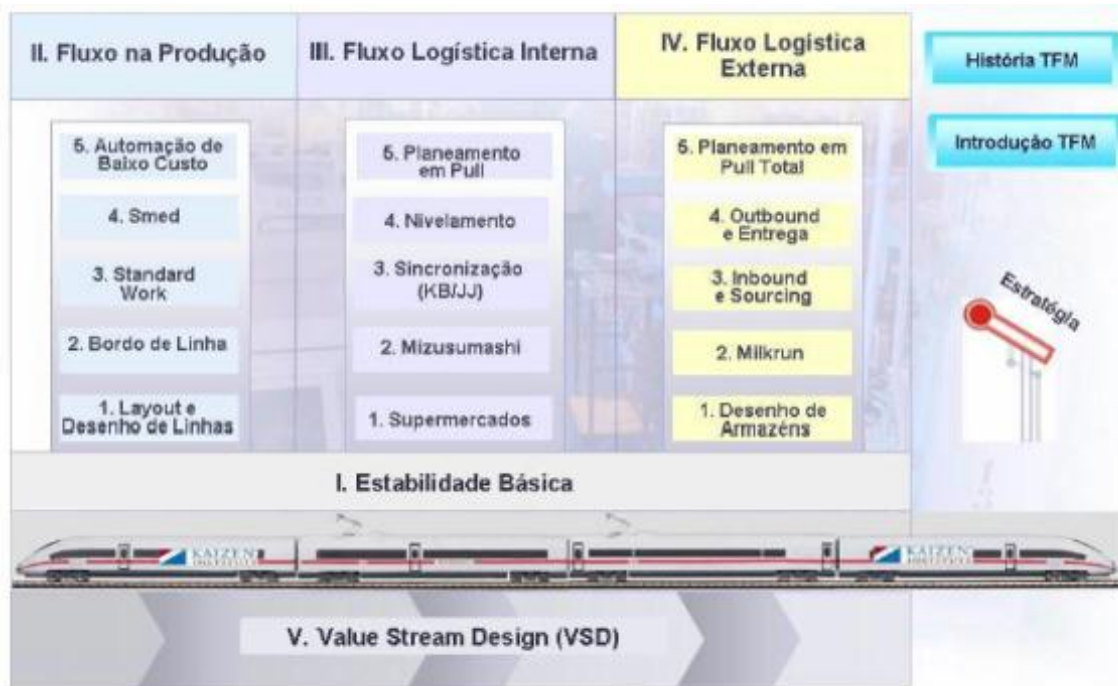 II. Fluxo na Produção
III. Fluxo Logística Interna
IV. Fluxo Logística
Externa
História TFM
Introdução TFM
5. Automação de
Baixo Custo
4. Smed
3. Standard
Work
2. Bordo de Linha
1. Layout e
Desenho de Linhas
5. Planeamento
em Pull
4. Nivelamento
3. Sincronização
(KB/JJ)
2. Mizusumashi
1. Supermercados
5. Planeamento em
Pull Total
4. Outbound
e Entrega
3. Inbound
e Sourcing
2. Milkrun
1. Desenho de
Armazéns
Estratégia
I. Estabilidade Básica
KAIZEN
INSTITUTE
KAIZEN
INSTITUTE
V. Value Stream Design (VSD)